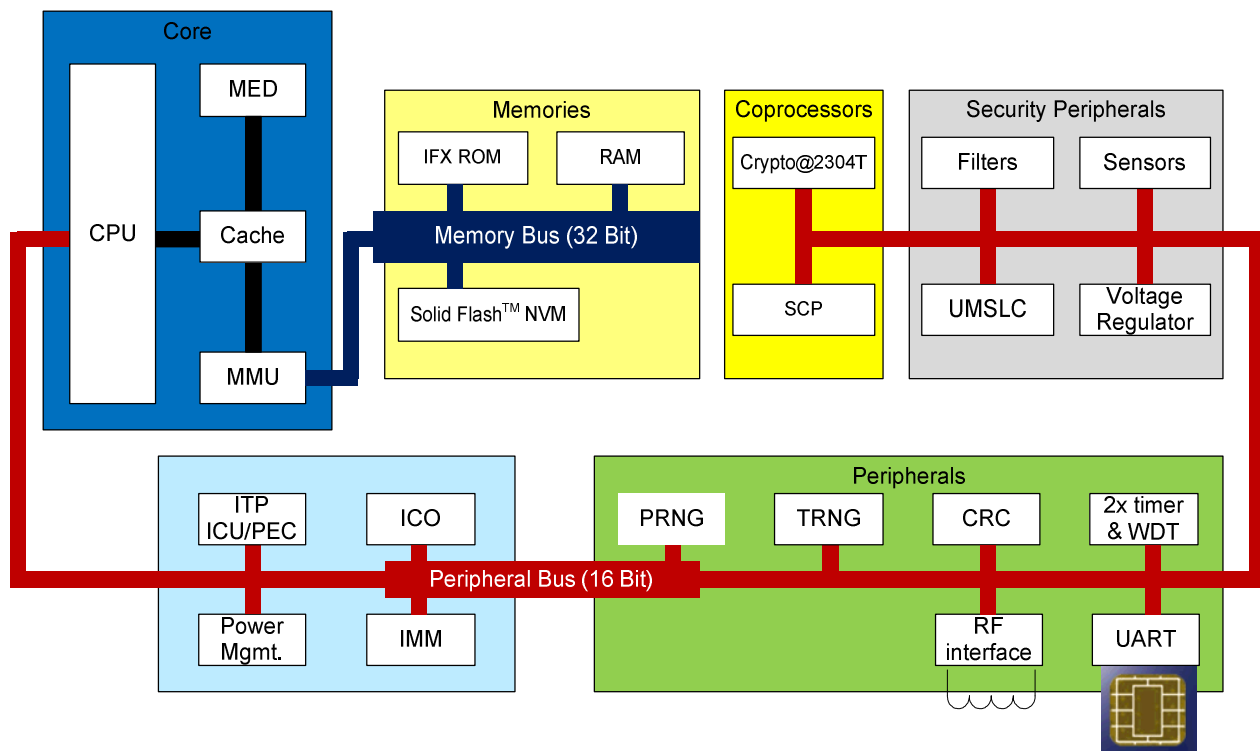 Core
MED
CPU
Cache
MMU
Memories
IFX ROM
RAM
Memory Bus (32 Bit)
Solid Flash™ NVM
Coprocessors
Crypto@2304T
SCP
Security Peripherals
Filters
Sensors
UMSLC
Voltage
Regulator
ITP
ICU/PEC
ICO
Peripheral Bus (16 Bit)
Power
Mgmt.
IMM
Peripherals
PRNG
TRNG
CRC
2x timer
& WDT
RF
interface
UART